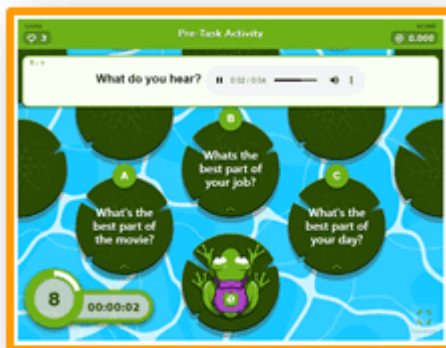 Pre-Task Activity
3
0.000
What do you hear?
0:02 / 0:04
B
Whats the
best part of
your job?
A
What's the
best part of
the movie?
C
What's the
best part of
your day?
8
00:00:02